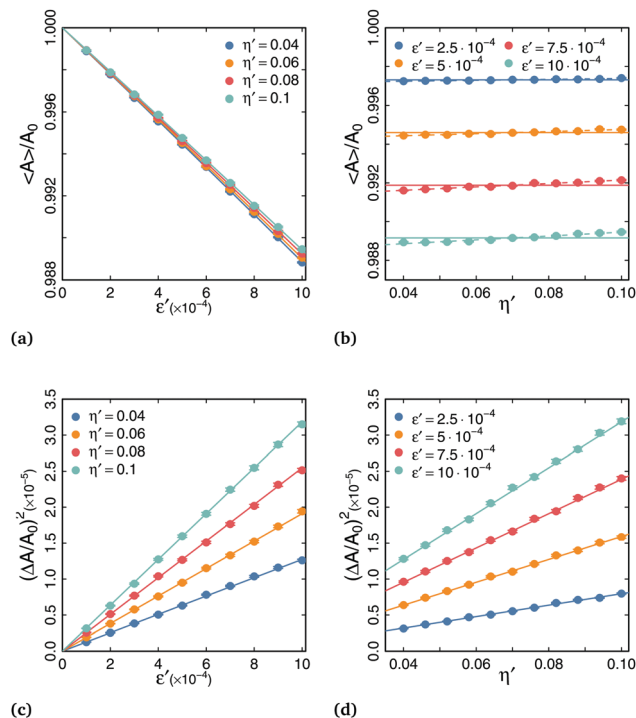 <A>/A₀
1.000
0.996
0.992
0.988
η′ = 0.04
η′ = 0.06
η′ = 0.08
η′ = 0.1
0.0 2 4 6 8 10
ε′(×10⁻⁴)
(a)
<A>/A₀
1.000
0.996
0.992
0.988
ε′ = 2.5 · 10⁻⁴ ε′ = 7.5 · 10⁻⁴
ε′ = 5 · 10⁻⁴ ε′ = 10 · 10⁻⁴
0.04 0.06 0.08 0.10
η′
(b)
(ΔA/A₀)² (×10⁻⁵)
3.5
3.0
2.5
2.0
1.5
1.0
0.5
0.0
η′ = 0.04
η′ = 0.06
η′ = 0.08
η′ = 0.1
0.0 2 4 6 8 10
ε′(×10⁻⁴)
(c)
(ΔA/A₀)² (×10⁻⁵)
3.5
3.0
2.5
2.0
1.5
1.0
0.5
0.0
ε′ = 2.5 · 10⁻⁴
ε′ = 5 · 10⁻⁴
ε′ = 7.5 · 10⁻⁴
ε′ = 10 · 10⁻⁴
0.04 0.06 0.08 0.10
η′
(d)